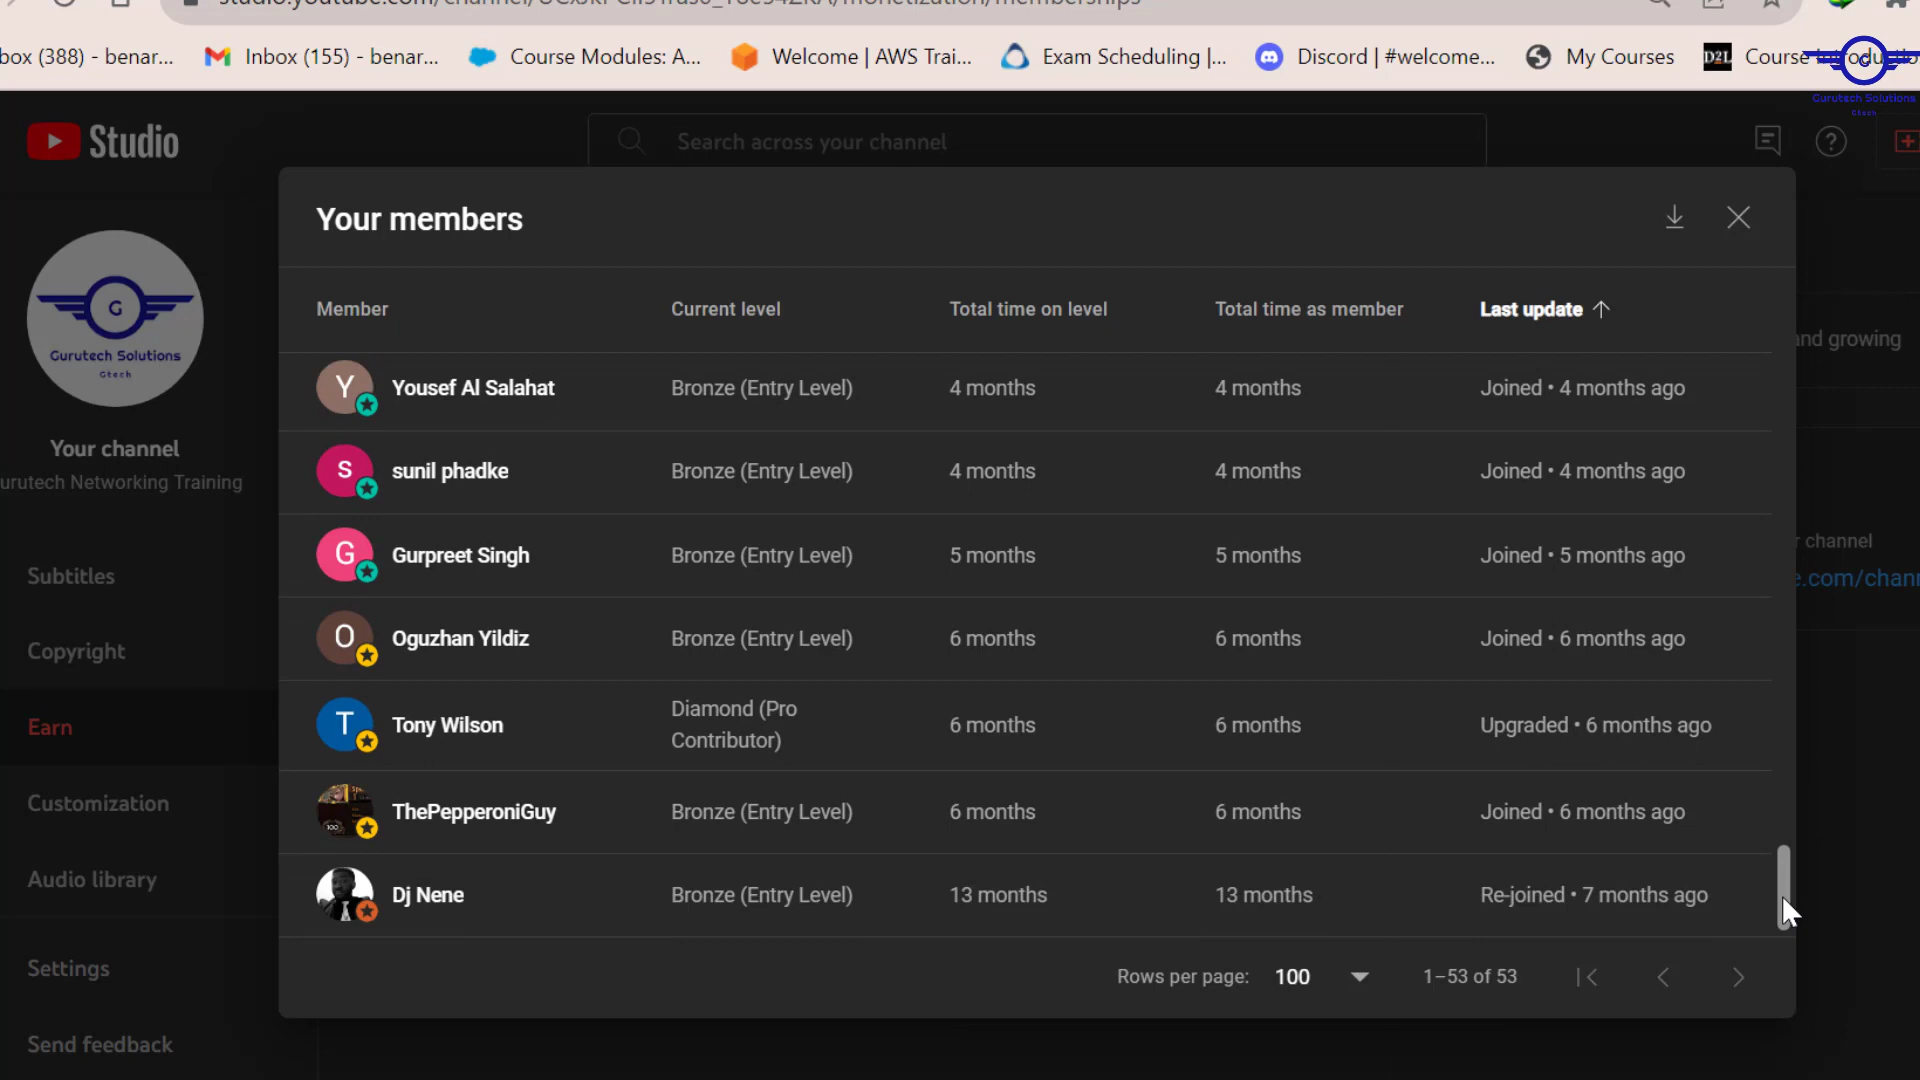 box (388) - benar...
Inbox (155) - benar...
Course Modules: A...
Welcome | AWS Trai...
Exam Scheduling |...
Discord | #welcome...
My Courses
D2L
Course
Gurutech Solutions
Gtech
Studio
Search across your channel
G
Gurutech Solutions
Gtech
Your channel
urutech Networking Training
Subtitles
Copyright
Earn
Customization
Audio library
Settings
Send feedback
Your members
Member Current level Total time on level Total time as member Last update
Y Yousef Al Salahat Bronze (Entry Level) 4 months 4 months Joined • 4 months ago
S sunil phadke Bronze (Entry Level) 4 months 4 months Joined • 4 months ago
G Gurpreet Singh Bronze (Entry Level) 5 months 5 months Joined • 5 months ago
O Oguzhan Yildiz Bronze (Entry Level) 6 months 6 months Joined • 6 months ago
T Tony Wilson Diamond (Pro Contributor) 6 months 6 months Upgraded • 6 months ago
ThePepperoniGuy Bronze (Entry Level) 6 months 6 months Joined • 6 months ago
Dj Nene Bronze (Entry Level) 13 months 13 months Re-joined • 7 months ago
Rows per page: 100 1–53 of 53
and growing
r channel
e.com/chann